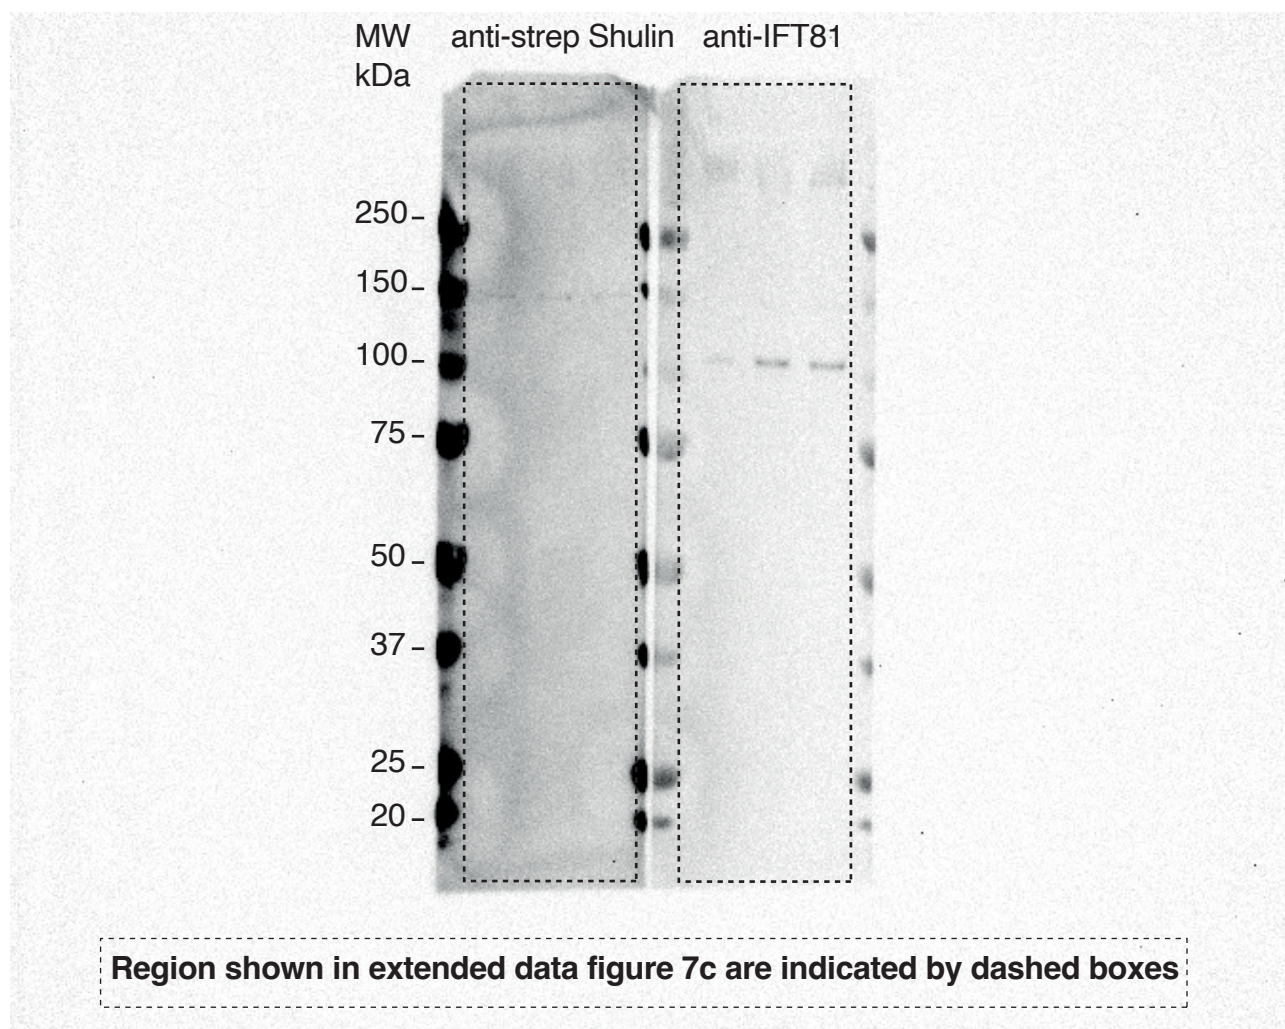 MW anti-strep Shulin anti-IFT81
kDa
250
150
100
75
50
37
25
20
Region shown in extended data figure 7c are indicated by dashed boxes